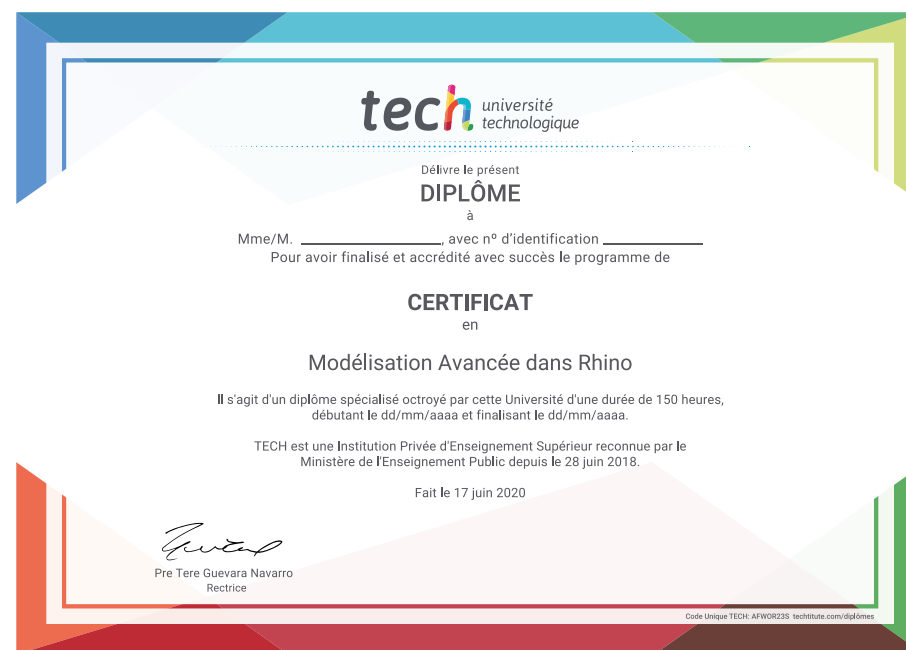 tech université
technologique
Délivre le présent
DIPLÔME
à
Mme/M. ____________________, avec nº d'identification ______________
Pour avoir finalisé et accrédité avec succès le programme de
CERTIFICAT
en
Modélisation Avancée dans Rhino
Il s'agit d'un diplôme spécialisé octroyé par cette Université d'une durée de 150 heures,
débutant le dd/mm/aaaa et finalisant le dd/mm/aaaa.
TECH est une Institution Privée d'Enseignement Supérieur reconnue par le
Ministère de l'Enseignement Public depuis le 28 juin 2018.
Fait le 17 juin 2020
Pre Tere Guevara Navarro
Rectrice
Code Unique TECH: AFWOR23S techtitute.com/diplômes